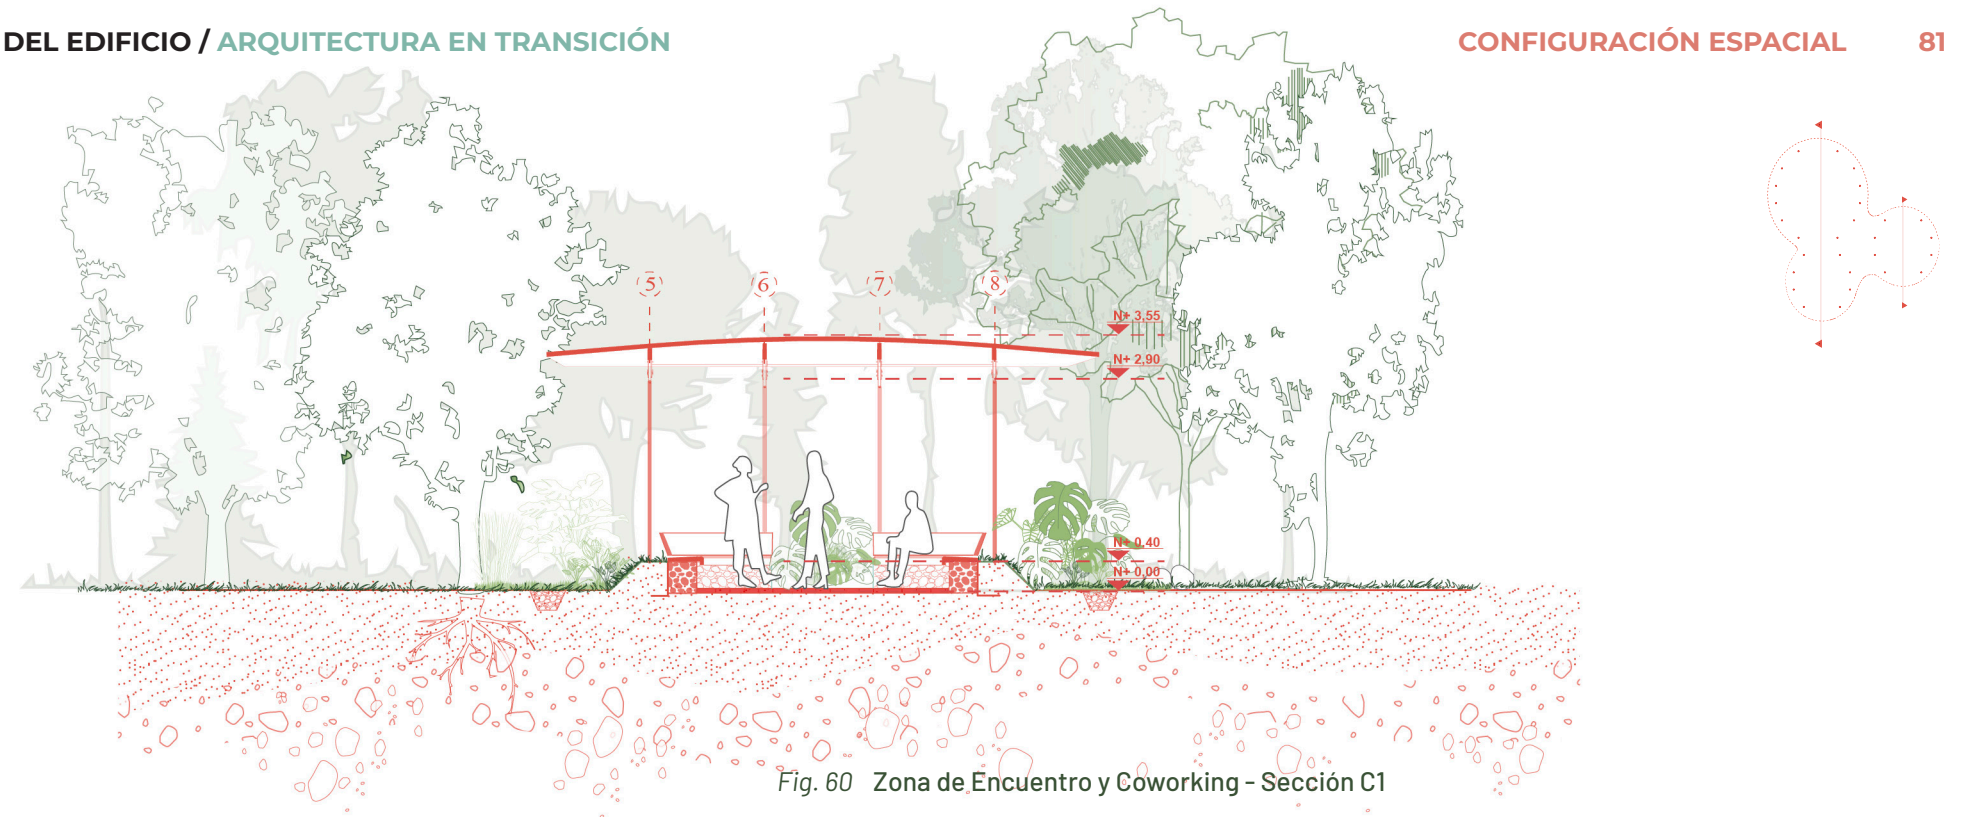 DEL EDIFICIO / ARQUITECTURA EN TRANSICIÓN
CONFIGURACIÓN ESPACIAL 81
5 6 7 8
N+ 3,55
N+ 2,90
N+ 0.40
N+ 0,00
Fig. 60 Zona de Encuentro y Coworking - Sección C1